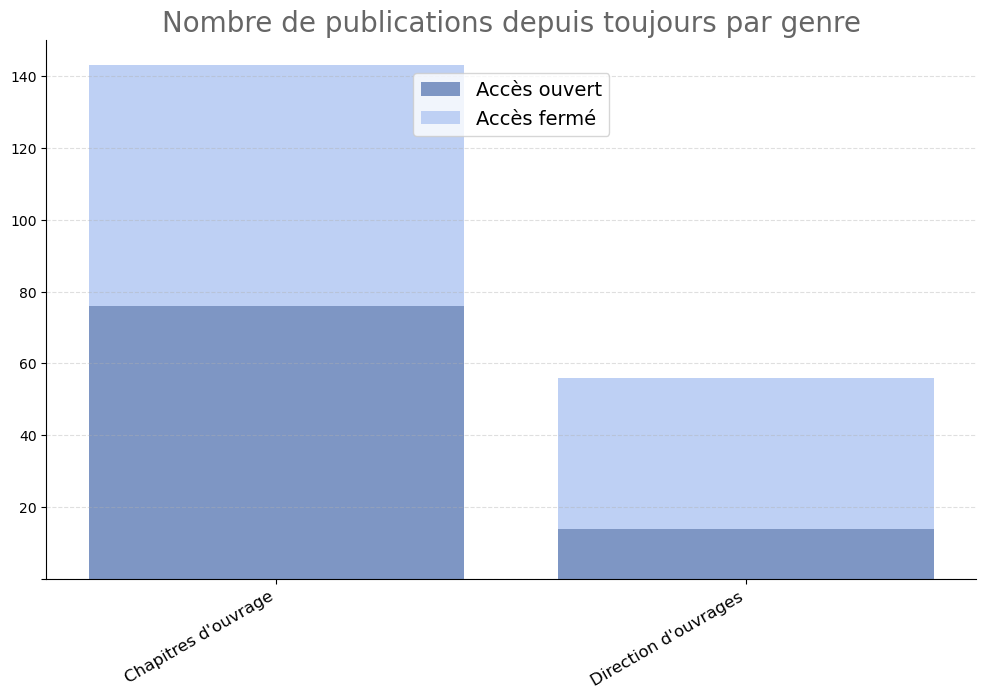 Nombre de publications depuis toujours par genre
140
120
100
80
60
40
20
Accès ouvert
Accès fermé
Chapitres d'ouvrage
Direction d'ouvrages